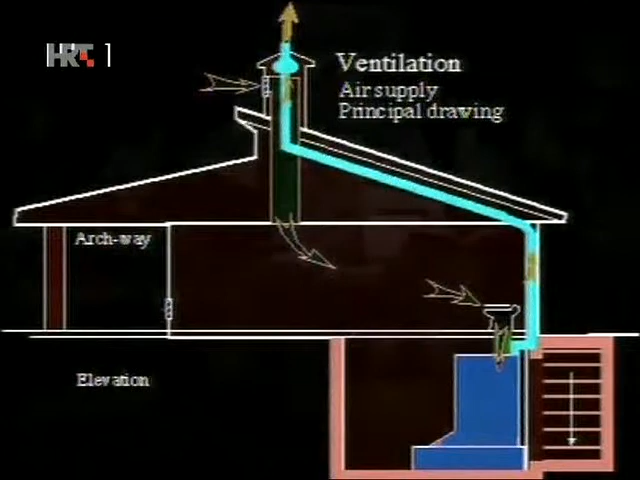 HRT 1
Ventilation
Air supply
Principal drawing
Arch-way
Elevation